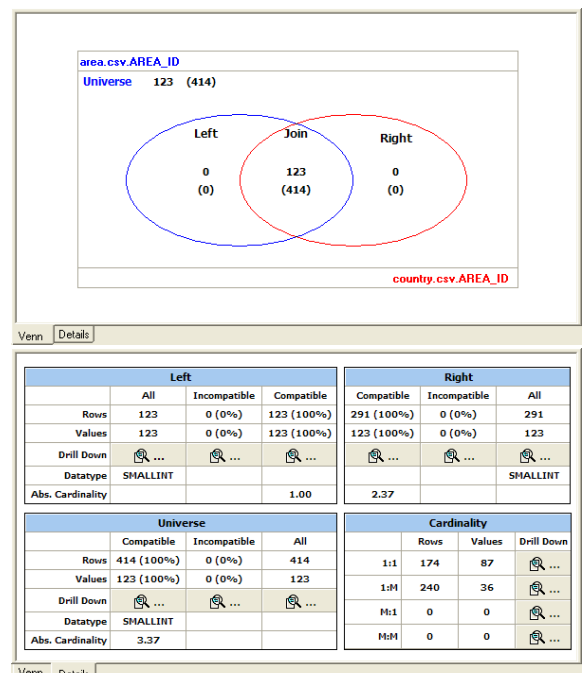 area.csv.AREA_ID
Universe 123 (414)
Left Join Right
0 123 0
(0) (414) (0)
country.csv.AREA_ID
Venn Details
Left
All Incompatible Compatible
Rows 123 0 (0%) 123 (100%)
Values 123 0 (0%) 123 (100%)
Drill Down ... ... ...
Datatype SMALLINT
Abs. Cardinality 1.00
Right
Compatible Incompatible All
291 (100%) 0 (0%) 291
123 (100%) 0 (0%) 123
... ... ...
SMALLINT
2.37
Universe
Compatible Incompatible All
Rows 414 (100%) 0 (0%) 414
Values 123 (100%) 0 (0%) 123
Drill Down ... ... ...
Datatype SMALLINT
Abs. Cardinality 3.37
Cardinality
Rows Values Drill Down
1:1 174 87 ...
1:M 240 36 ...
M:1 0 0 ...
M:M 0 0 ...
Venn Details